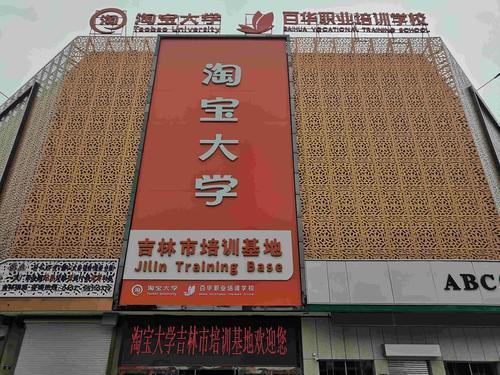 淘 淘宝大学
Taobao University
百华职业培训学校
BAIHUA VOCATIONAL TRAINING SCHOOL
淘宝大学
吉林市培训基地
Jilin Training Base
淘宝大学
百华职业培训学校
ABC
淘宝大学吉林市培训基地欢迎您